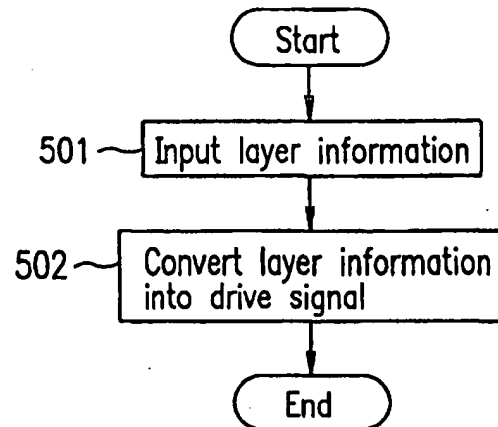 Start
501
Input layer information
502
Convert layer information
into drive signal
End